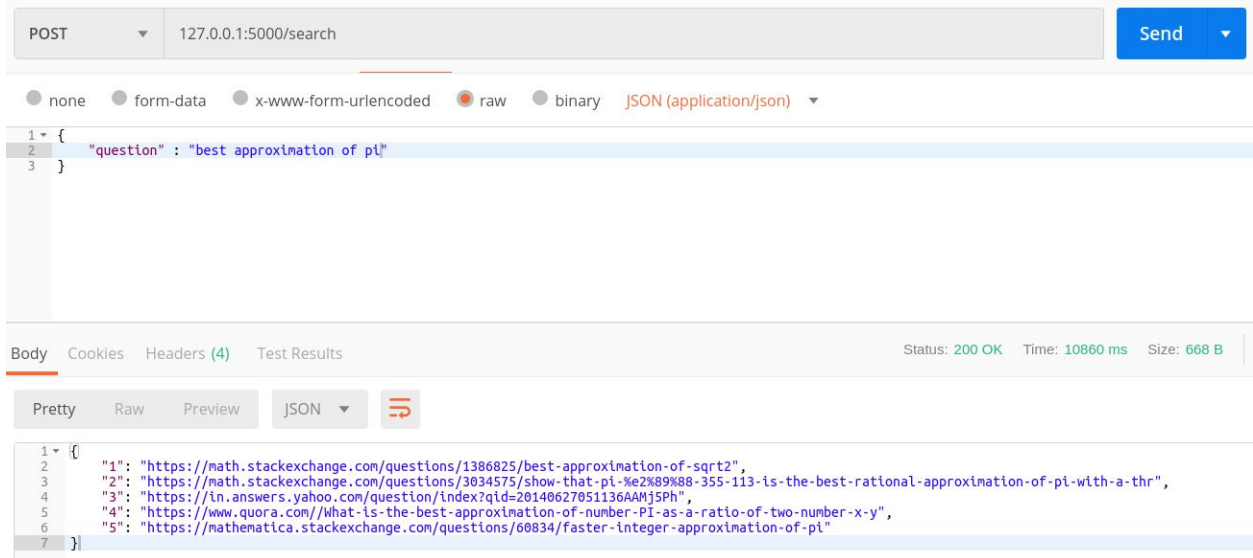 POST 127.0.0.1:5000/search Send
none form-data x-www-form-urlencoded raw binary JSON (application/json)
1 {
2 "question" : "best approximation of pi"
3 }
Body Cookies Headers (4) Test Results Status: 200 OK Time: 10860 ms Size: 668 B
Pretty Raw Preview JSON
1 {
2 "1": "https://math.stackexchange.com/questions/1386825/best-approximation-of-sqrt2",
3 "2": "https://math.stackexchange.com/questions/3034575/show-that-pi-%e2%89%88-355-113-is-the-best-rational-approximation-of-pi-with-a-thr",
4 "3": "https://in.answers.yahoo.com/question/index?qid=20140627051136AAMj5Ph",
5 "4": "https://www.quora.com//What-is-the-best-approximation-of-number-PI-as-a-ratio-of-two-number-x-y",
6 "5": "https://mathematica.stackexchange.com/questions/60834/faster-integer-approximation-of-pi"
7 }